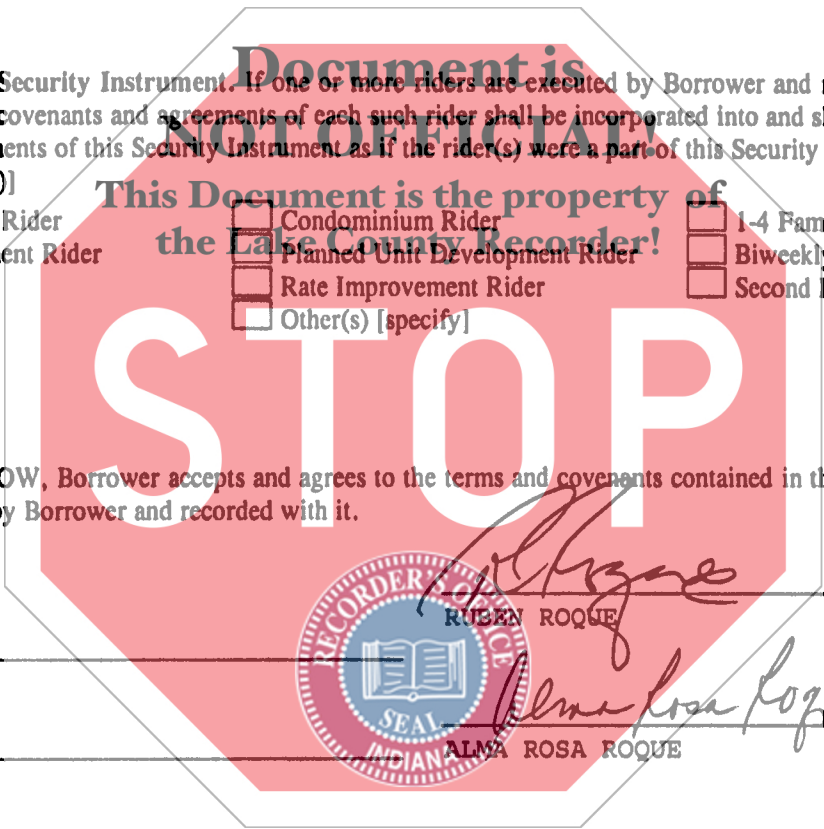 Document is
Security Instrument. If one or more riders are executed by Borrower and
covenants and agreements of each such rider shall be incorporated into and
NOT OFFICIAL!
ents of this Security Instrument as if the rider(s) were a part of this Security
)]
This Document is the property of
Rider Condominium Rider 1-4 Fam
the Lake County Recorder!
ent Rider Planned Unit Development Rider Biweekly
Rate Improvement Rider Second
Other(s) [specify]
STOP
OW, Borrower accepts and agrees to the terms and covenants contained in th
y Borrower and recorded with it.
RECORDER'S OFFICE
RUBEN ROQUE
Alma Rosa Roq
SEAL
INDIANA
ALMA ROSA ROQUE